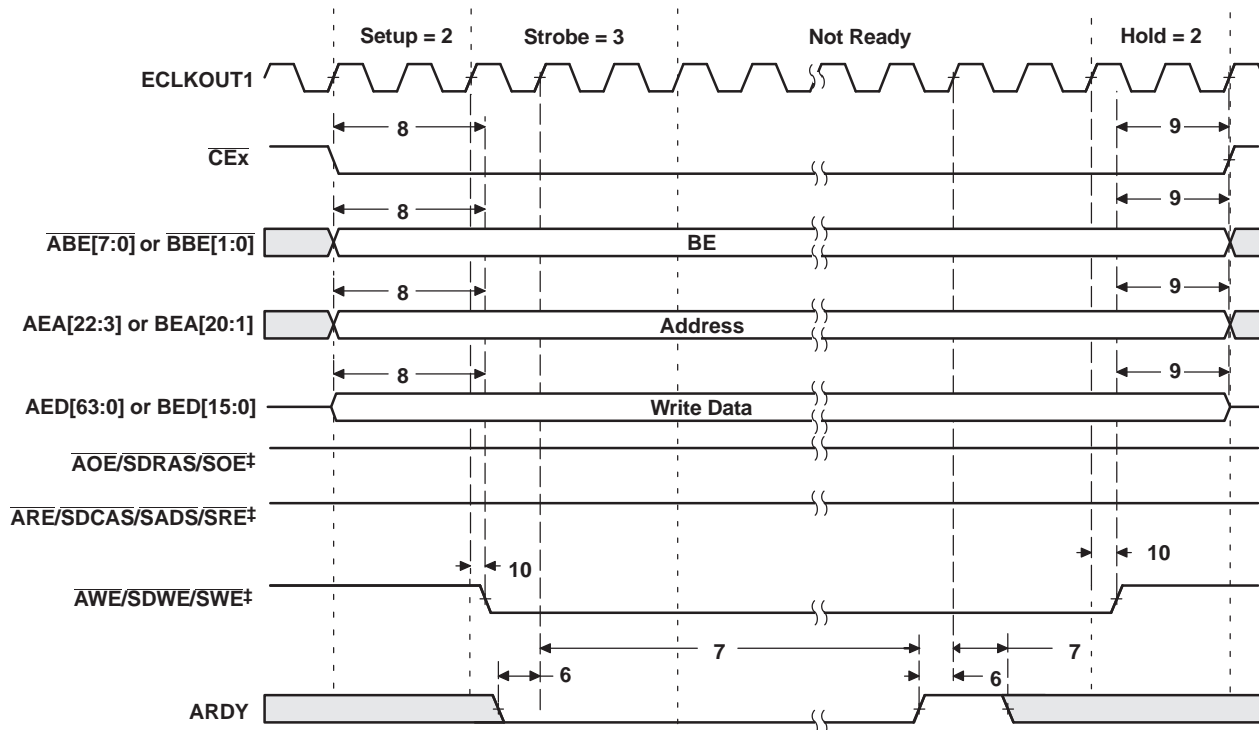 Setup = 2 Strobe = 3 Not Ready Hold = 2
ECLKOUT1
8 9
CEx
8 9
ABE[7:0] or BBE[1:0] BE
8 9
AEA[22:3] or BEA[20:1] Address
8 9
AED[63:0] or BED[15:0] Write Data
AOE/SDRAS/SOE‡
ARE/SDCAS/SADS/SRE‡
10 10
AWE/SDWE/SWE‡
7 7
6 6
ARDY